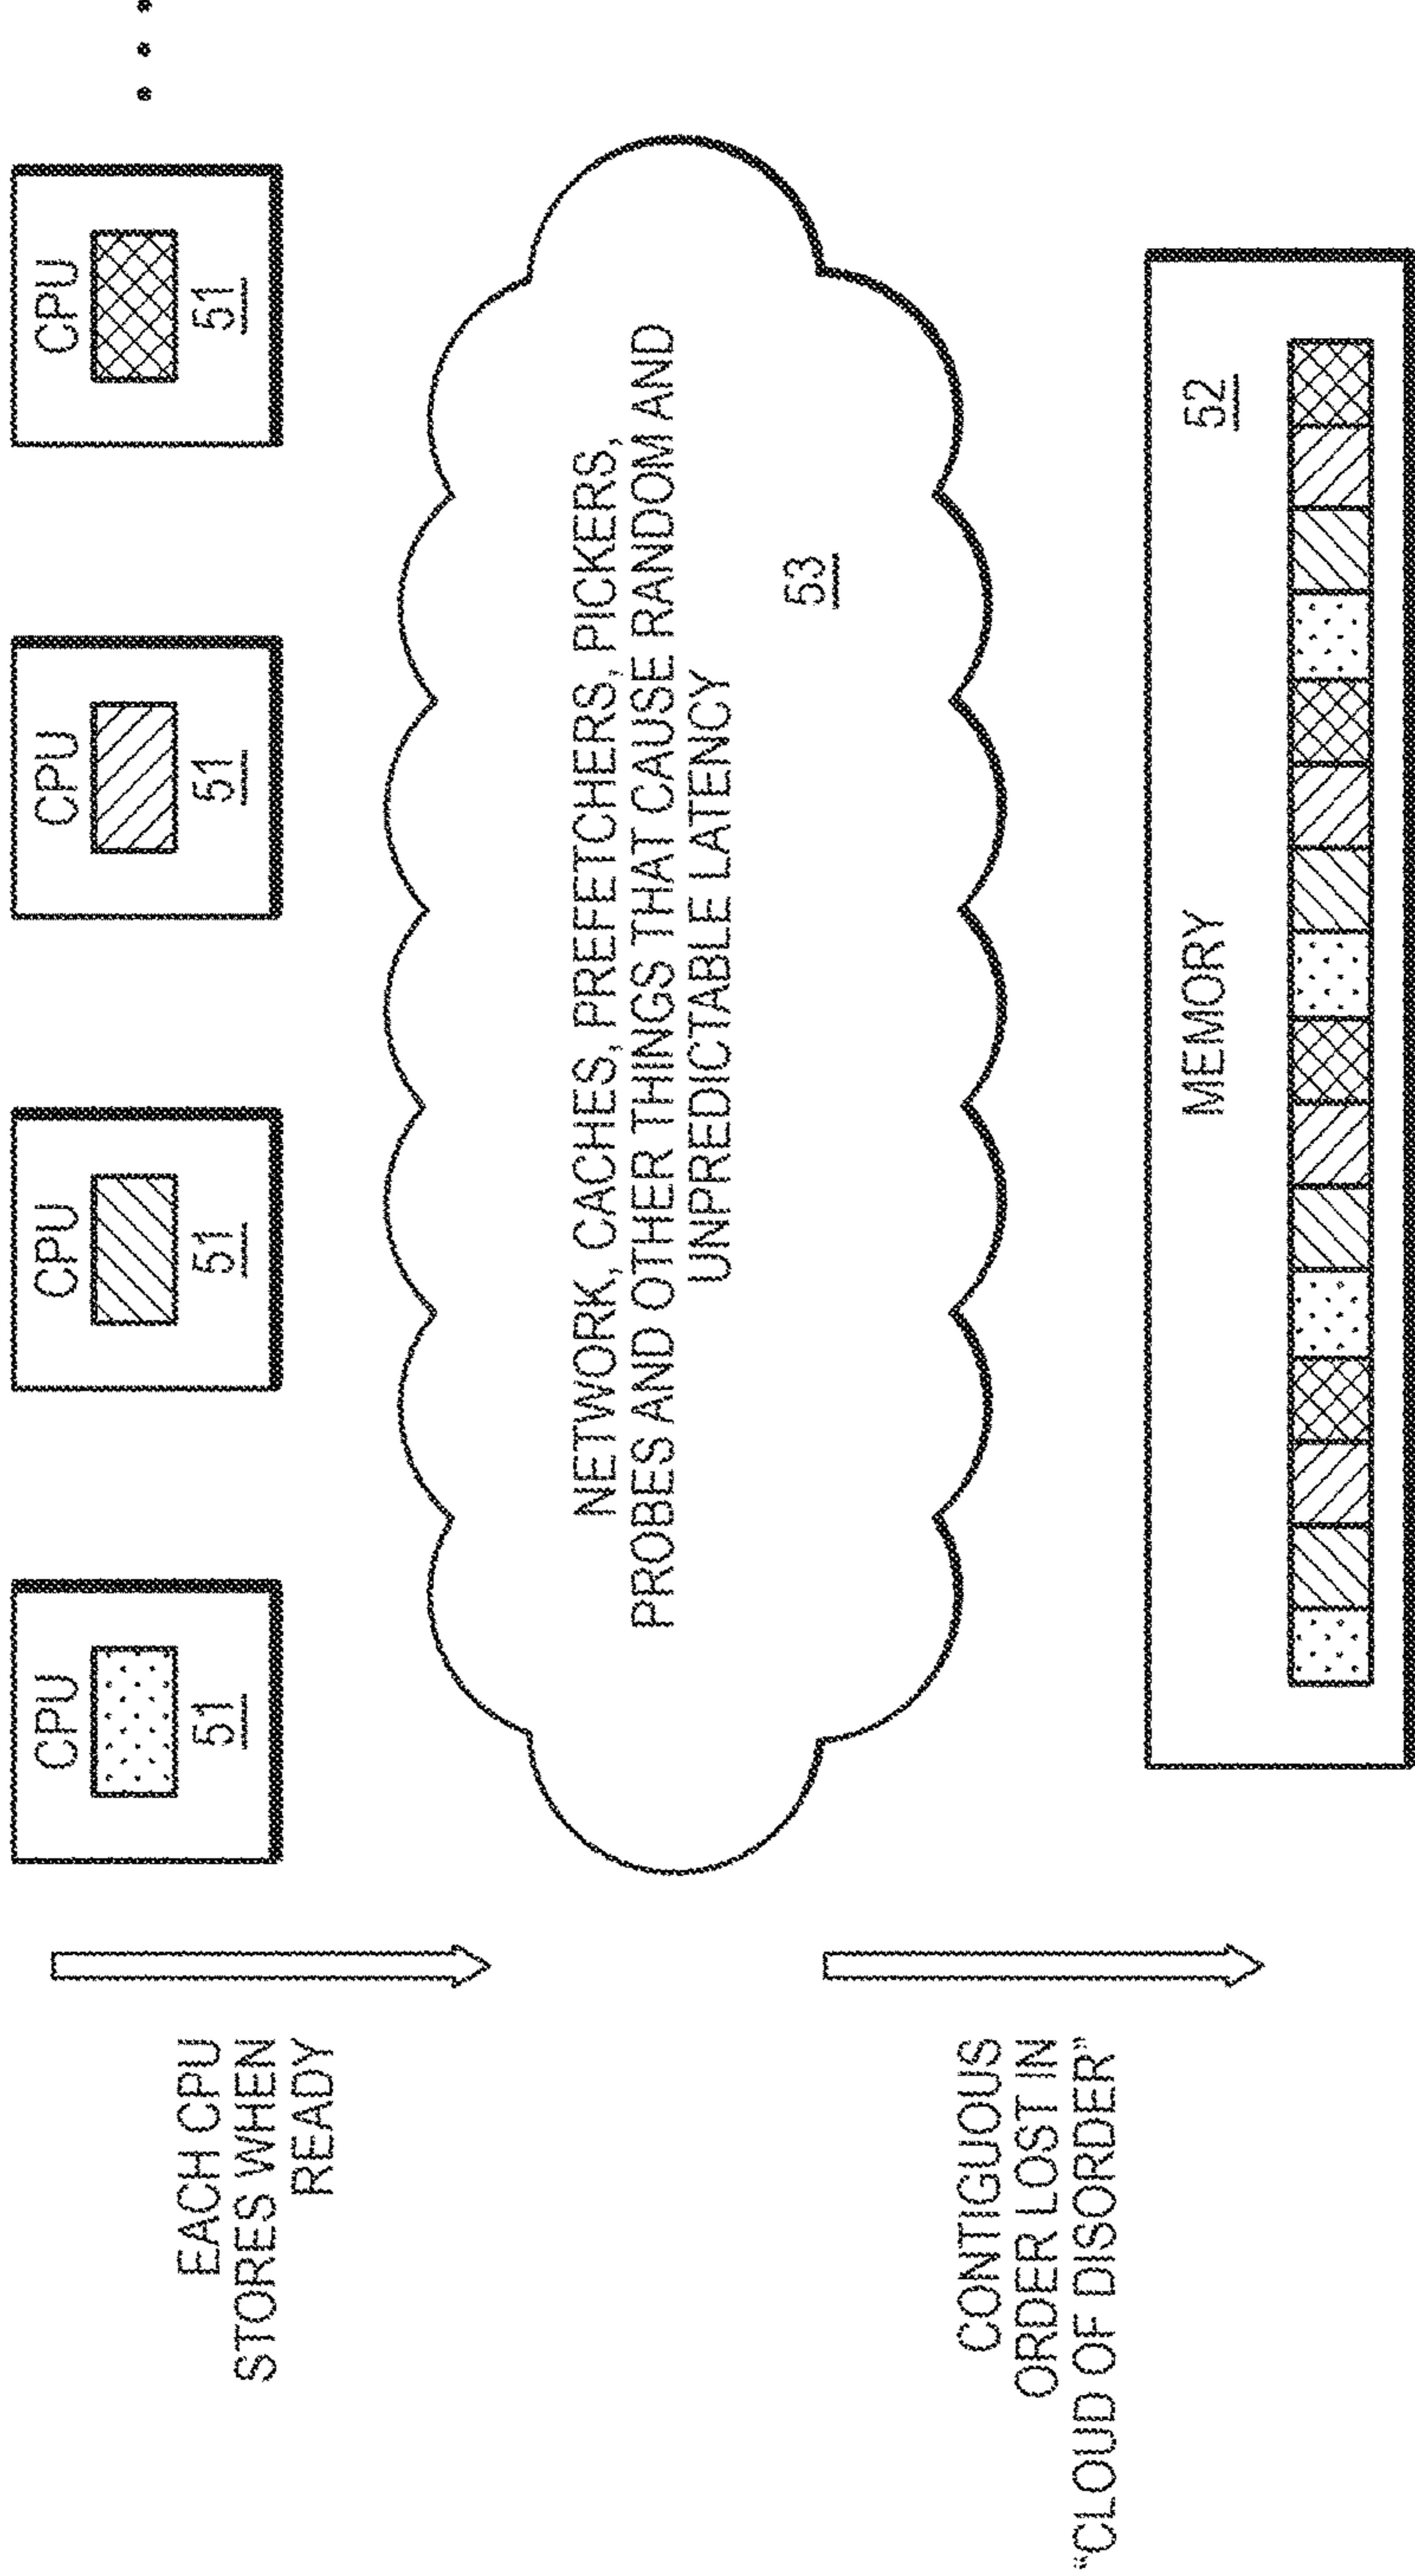 EACH CPU
STORES WHEN
READY
CPU
51
CPU
51
CPU
51
CPU
51
NETWORK, CACHES, PREFETCHERS, PICKERS,
PROBES AND OTHER THINGS THAT CAUSE RANDOM AND
UNPREDICTABLE LATENCY
53
CONTIGUOUS
ORDER LOST IN
"CLOUD OF DISORDER"
MEMORY
52